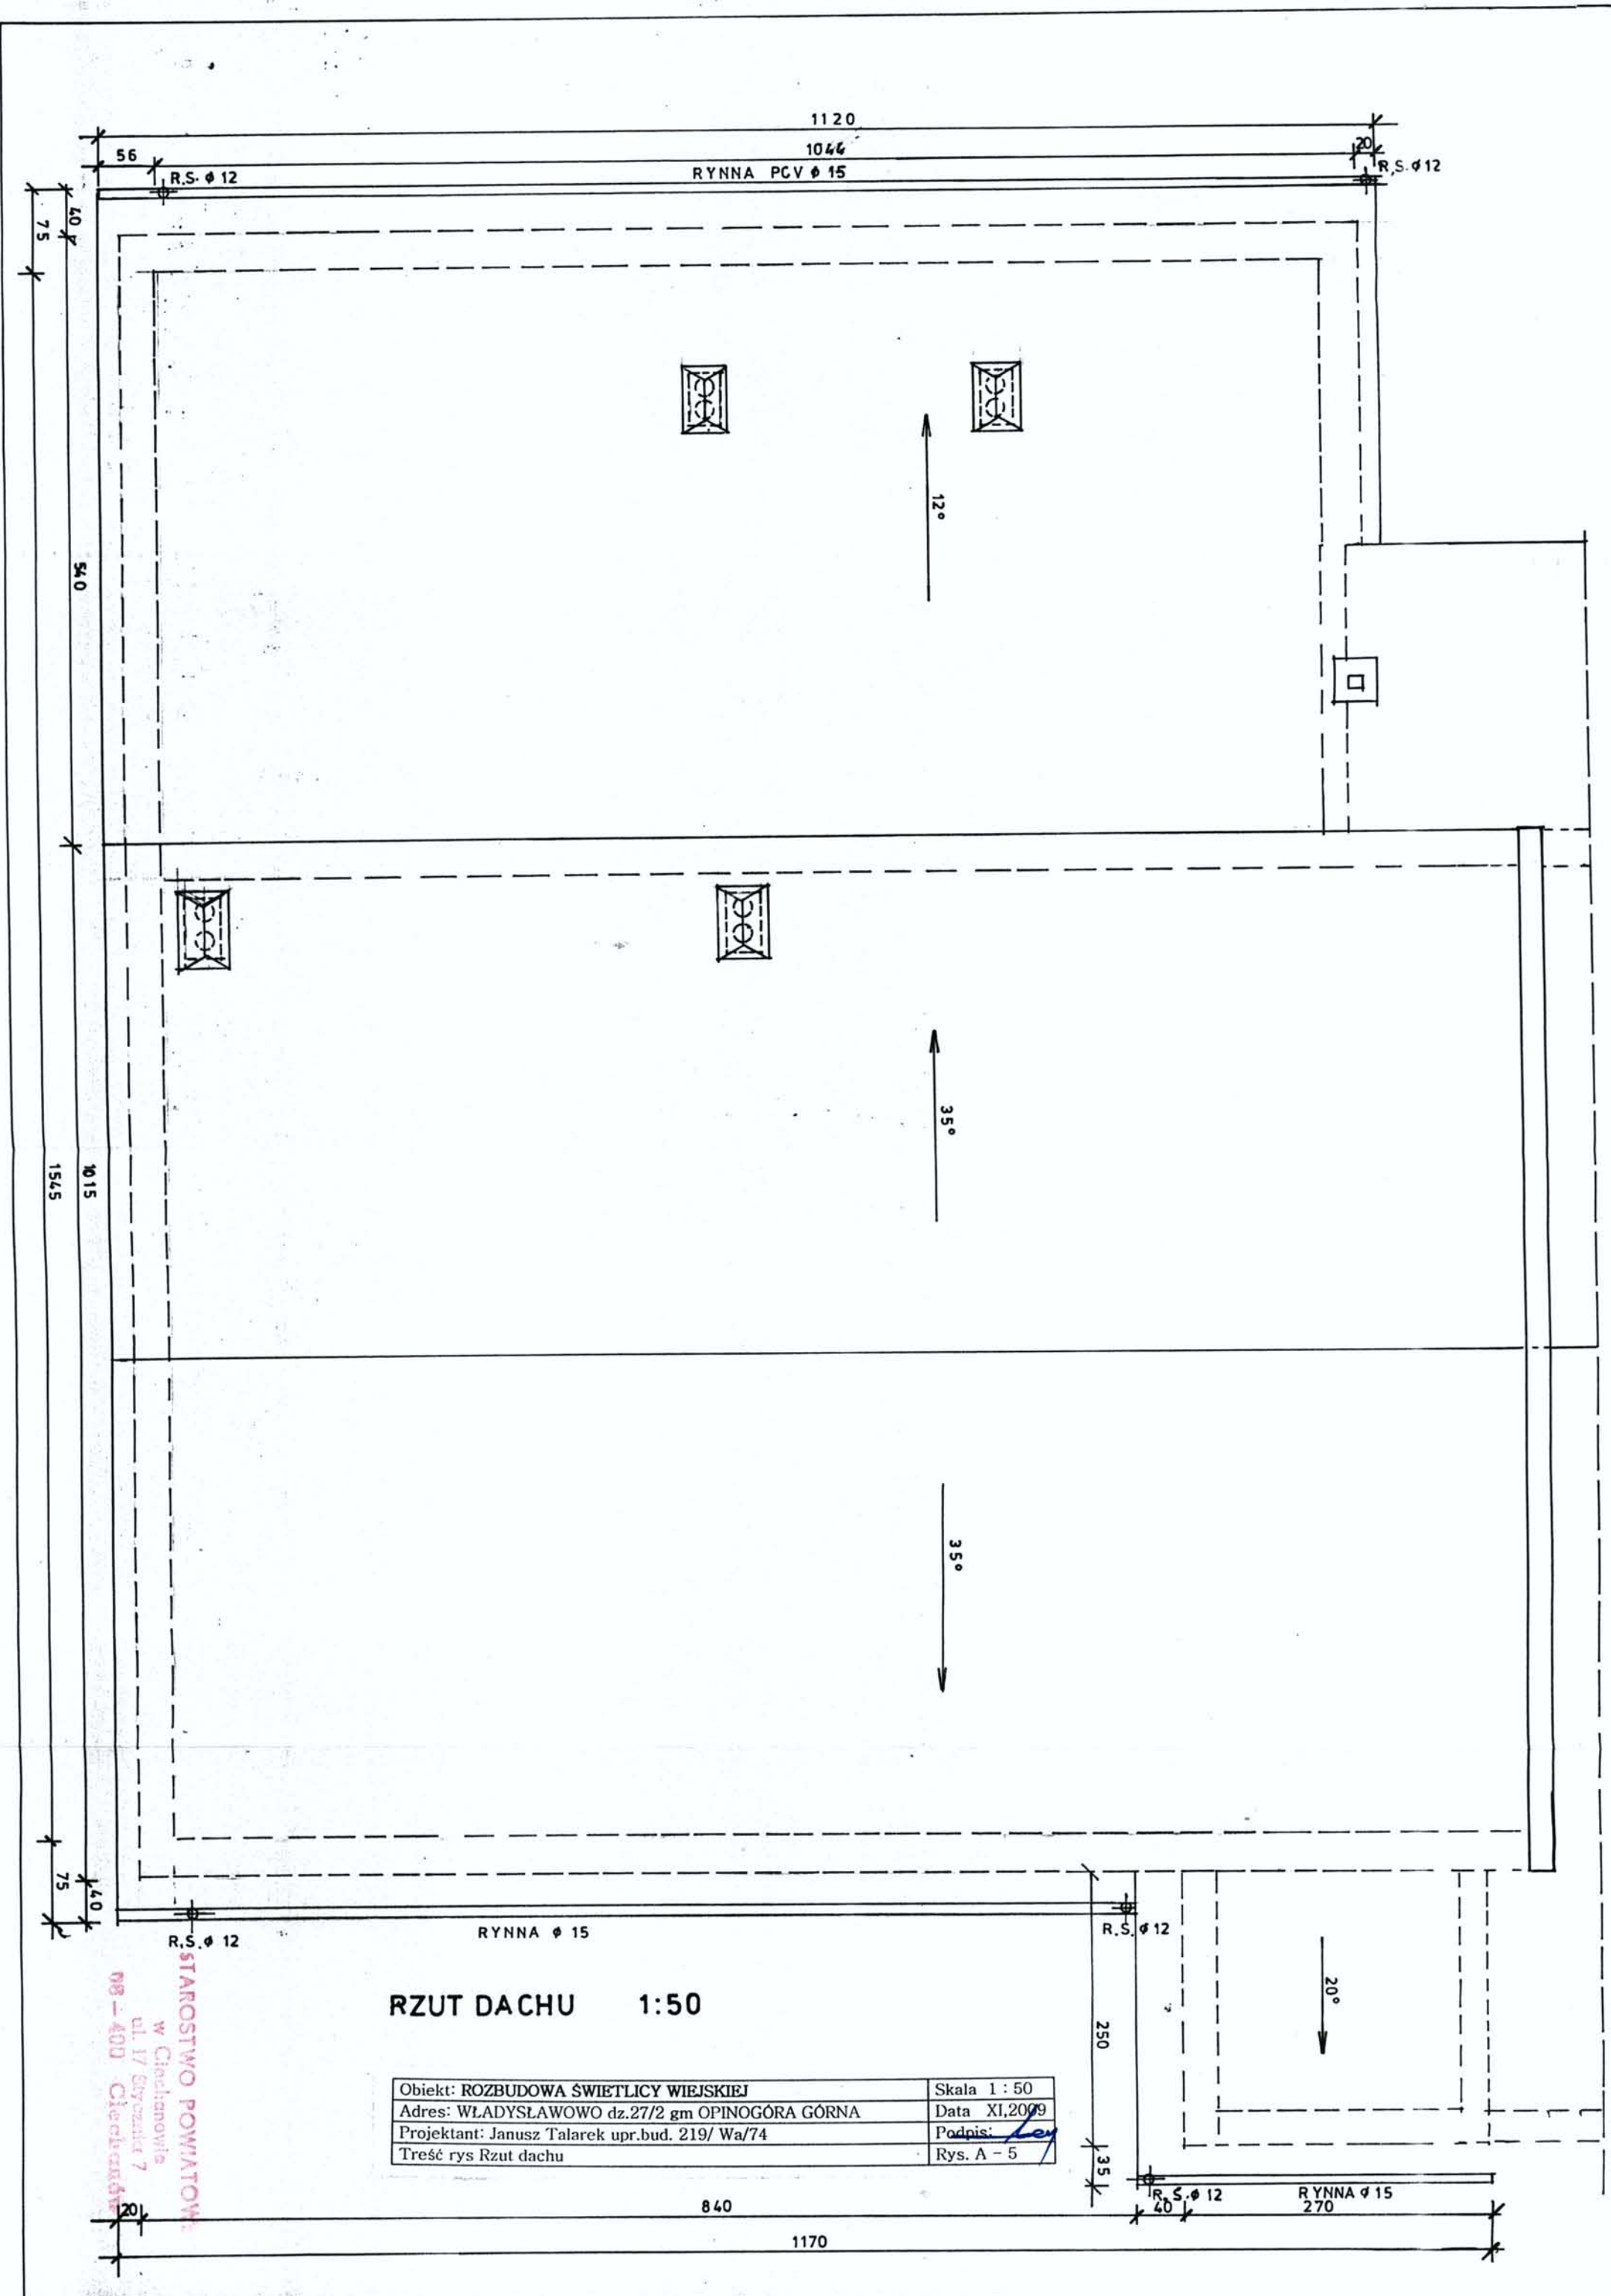 1120
56
1044
20
R.S. ϕ 12
RYNNA PCV ϕ 15
R.S. ϕ 12
40
75
12°
540
35°
1015
1545
35°
75
40
R.S. ϕ 12
RYNNA ϕ 15
R.S. ϕ 12
20°
RZUT DACHU 1:50
250
STAROSTWO POWIATOWE
w Ciechanowie
ul. 17 Stycznia 7
06-400 Ciechanów
Obiekt: ROZBUDOWA ŚWIETLICY WIEJSKIEJ
Skala 1 : 50
Adres: WŁADYSŁAWOWO dz.27/2 gm OPINOGÓRA GÓRNA
Data XI,2009
Projektant: Janusz Talarek upr.bud. 219/ Wa/74
Podpis:
Treść rys Rzut dachu
Rys. A - 5
35
R.S. ϕ 12
RYNNA ϕ 15
20
840
40
270
1170